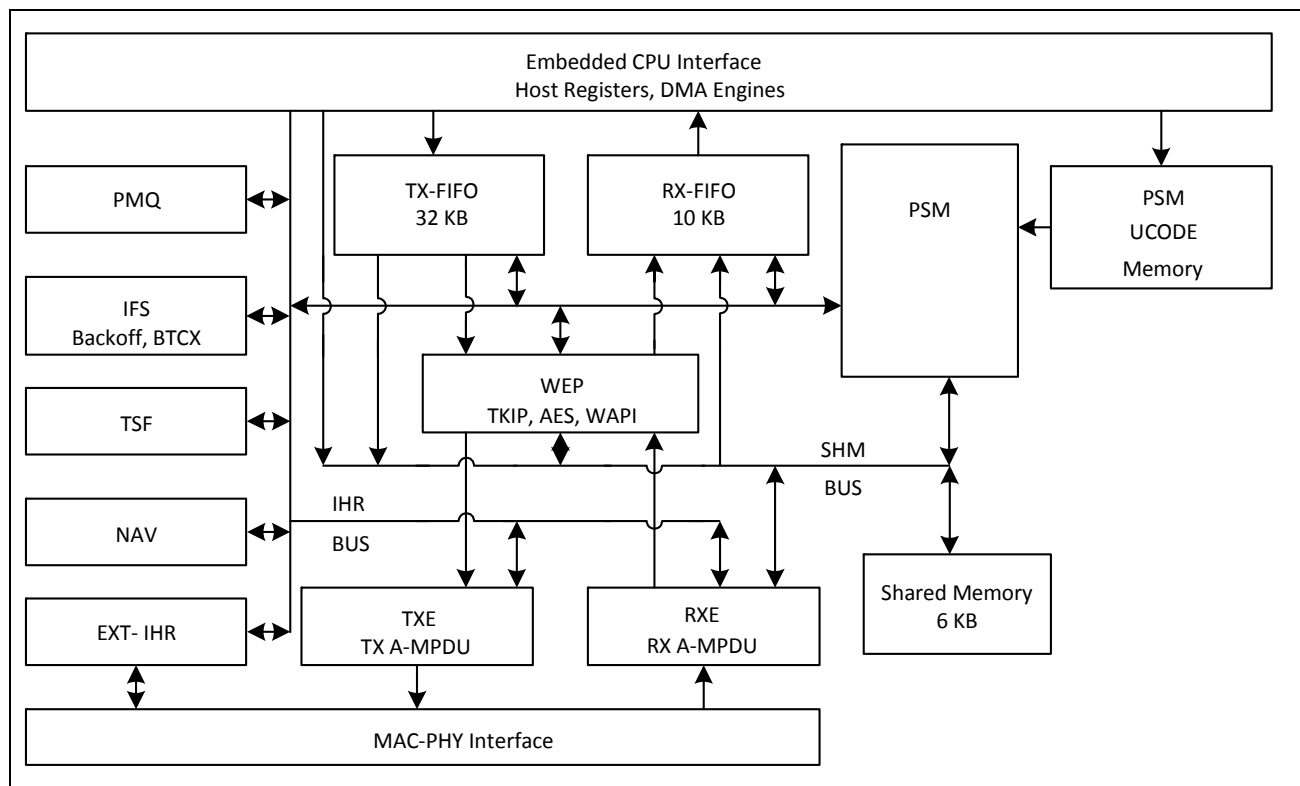 Embedded CPU Interface
Host Registers, DMA Engines
PMQ
TX-FIFO
32 KB
RX-FIFO
10 KB
PSM
PSM
UCODE
Memory
IFS
Backoff, BTCX
WEP
TKIP, AES, WAPI
TSF
SHM
BUS
IHR
BUS
NAV
Shared Memory
6 KB
TXE
TX A-MPDU
RXE
RX A-MPDU
EXT- IHR
MAC-PHY Interface